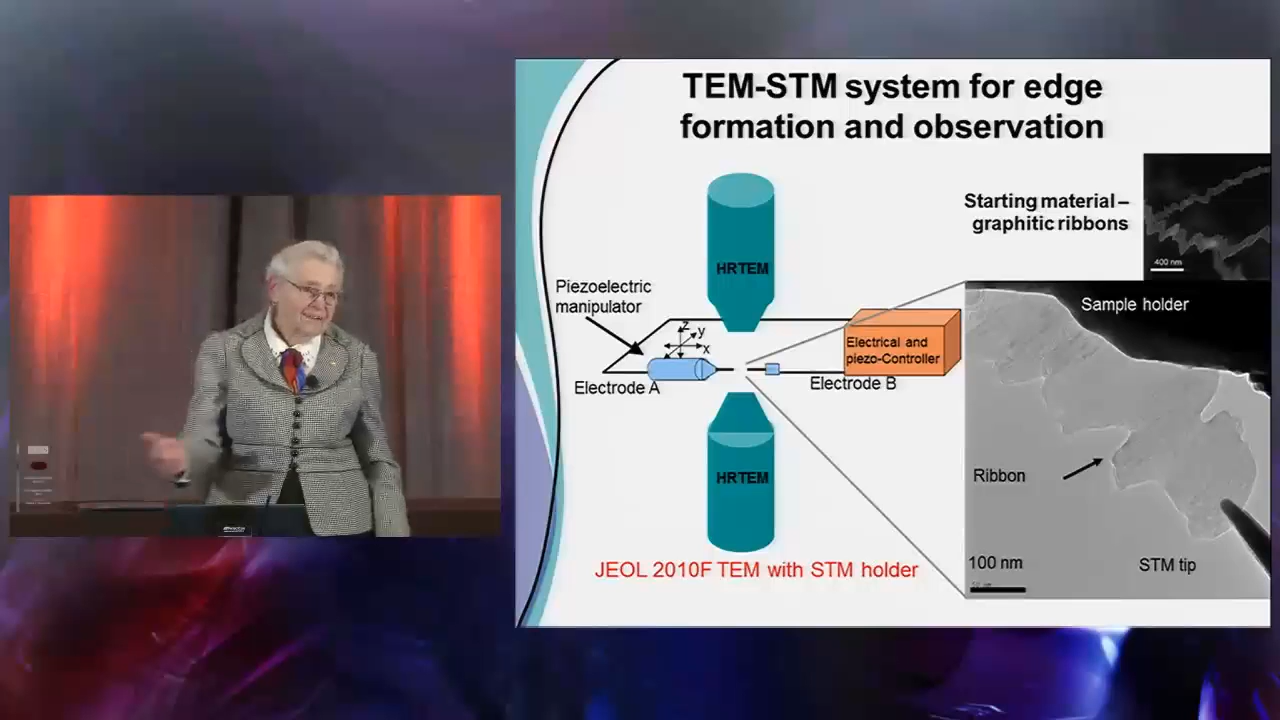 TEM-STM system for edge
formation and observation
Starting material –
graphitic ribbons
400 nm
HRTEM
Piezoelectric
manipulator
z
y
x
Electrical and
piezo-Controller
Electrode A
Electrode B
HRTEM
JEOL 2010F TEM with STM holder
Sample holder
Ribbon
100 nm
STM tip